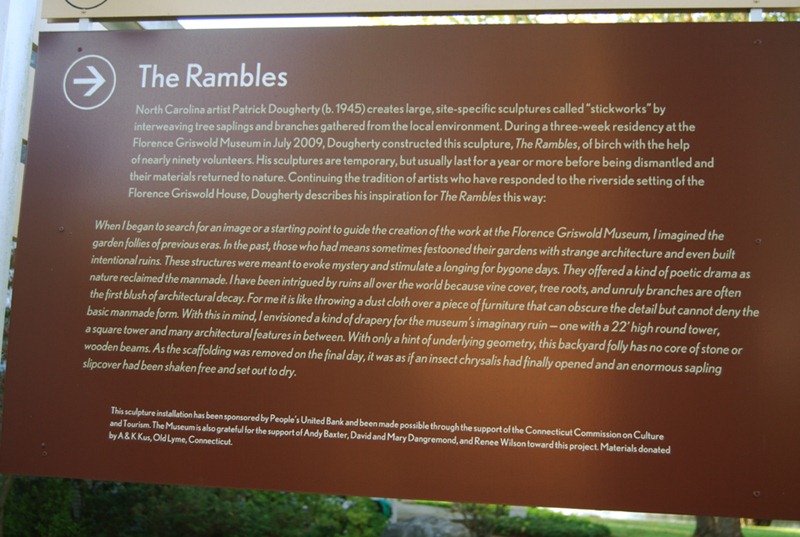 The Rambles
North Carolina artist Patrick Dougherty (b. 1945) creates large, site-specific sculptures called "stickworks" by
interweaving tree saplings and branches gathered from the local environment. During a three-week residency at the
Florence Griswold Museum in July 2009, Dougherty constructed this sculpture, The Rambles, of birch with the help
of nearly ninety volunteers. His sculptures are temporary, but usually last for a year or more before being dismantled and
their materials returned to nature. Continuing the tradition of artists who have responded to the riverside setting of the
Florence Griswold House, Dougherty describes his inspiration for The Rambles this way:
When I began to search for an image or a starting point to guide the creation of the work at the Florence Griswold Museum, I imagined the
garden follies of previous eras. In the past, those who had means sometimes festooned their gardens with strange architecture and even built
intentional ruins. These structures were meant to evoke mystery and stimulate a longing for bygone days. They offered a kind of poetic drama as
nature reclaimed the manmade. I have been intrigued by ruins all over the world because vine cover, tree roots, and unruly branches are often
the first blush of architectural decay. For me it is like throwing a dust cloth over a piece of furniture that can obscure the detail but cannot deny the
basic manmade form. With this in mind, I envisioned a kind of drapery for the museum's imaginary ruin — one with a 22' high round tower,
a square tower and many architectural features in between. With only a hint of underlying geometry, this backyard folly has no core of stone or
wooden beams. As the scaffolding was removed on the final day, it was as if an insect chrysalis had finally opened and an enormous sapling
slipcover had been shaken free and set out to dry.
This sculpture installation has been sponsored by People's United Bank and been made possible through the support of the Connecticut Commission on Culture
and Tourism. The Museum is also grateful for the support of Andy Baxter, David and Mary Dangremond, and Renee Wilson toward this project. Materials donated
by A & K Kus, Old Lyme, Connecticut.